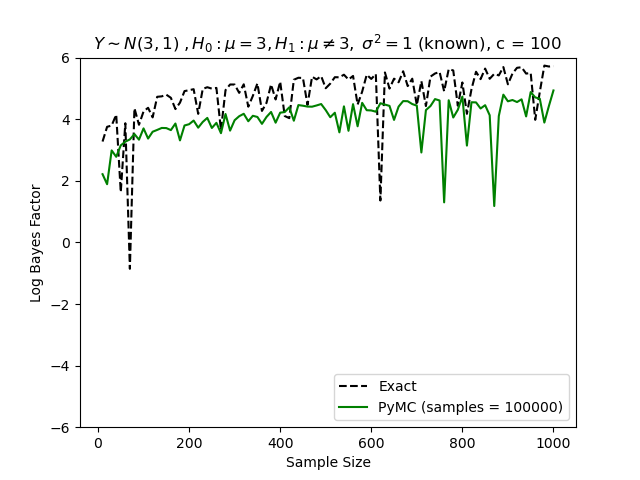 Y ∼ N(3, 1) , H₀ : μ = 3, H₁ : μ ≠ 3, σ² = 1 (known), c = 100
6
4
2
0
−2
−4
−6
Log Bayes Factor
0 200 400 600 800 1000
Sample Size
Exact
PyMC (samples = 100000)